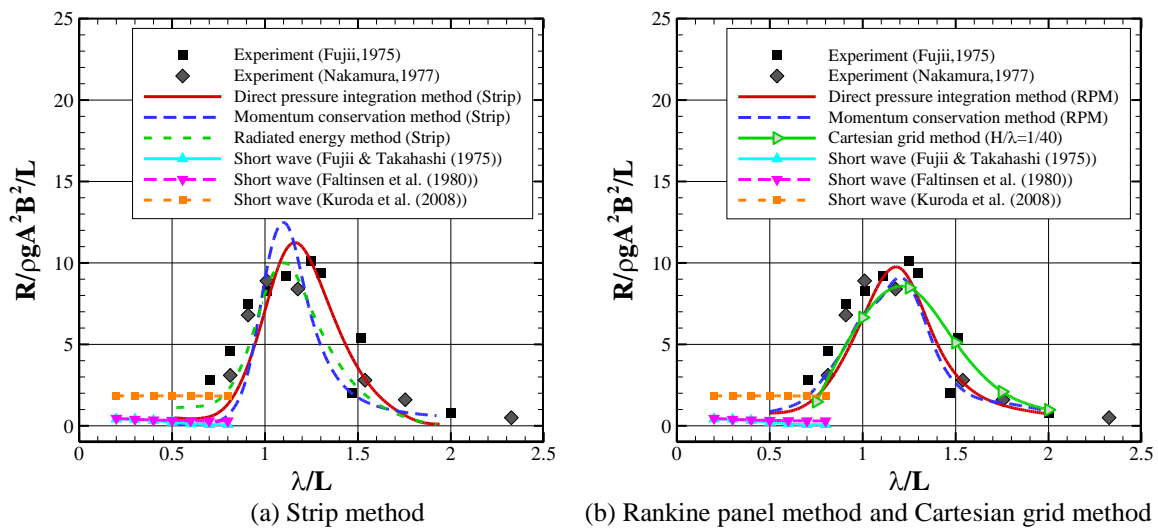 R/ρgA²B²/L
25
20
15
10
5
0
Experiment (Fujii,1975)
Experiment (Nakamura,1977)
Direct pressure integration method (Strip)
Momentum conservation method (Strip)
Radiated energy method (Strip)
Short wave (Fujii & Takahashi (1975))
Short wave (Faltinsen et al. (1980))
Short wave (Kuroda et al. (2008))
0 0.5 1 1.5 2 2.5
λ/L
(a) Strip method
R/ρgA²B²/L
25
20
15
10
5
0
Experiment (Fujii,1975)
Experiment (Nakamura,1977)
Direct pressure integration method (RPM)
Momentum conservation method (RPM)
Cartesian grid method (H/λ=1/40)
Short wave (Fujii & Takahashi (1975))
Short wave (Faltinsen et al. (1980))
Short wave (Kuroda et al. (2008))
0 0.5 1 1.5 2 2.5
λ/L
(b) Rankine panel method and Cartesian grid method